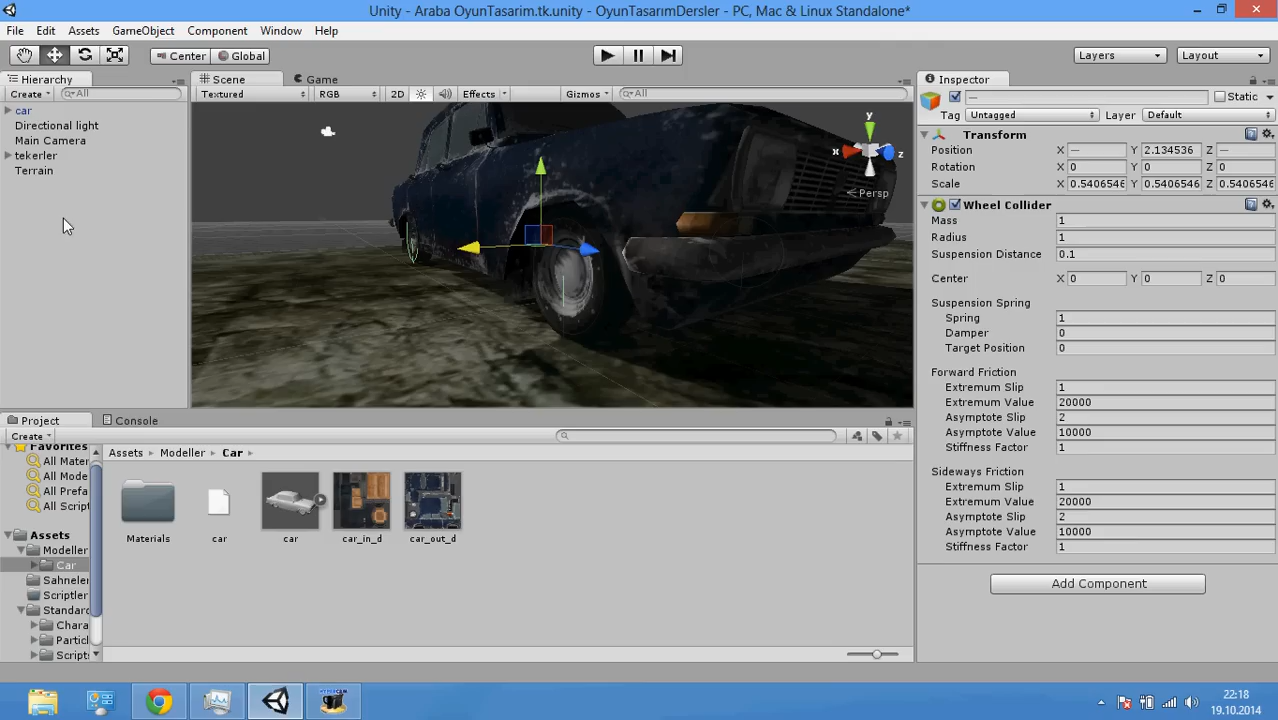 Unity - Araba OyunTasarim.tk.unity - OyunTasarımDersler - PC, Mac & Linux Standalone*
File Edit Assets GameObject Component Window Help
Center Global Layers Layout
Hierarchy Scene Game Inspector
Create All Textured RGB 2D Effects Gizmos All Static
car
Directional light
Main Camera
tekerler
Terrain
y
x
z
Persp
—
Tag Untagged Layer Default
Transform
Position X — Y 2.134536 Z —
Rotation X 0 Y 0 Z 0
Scale X 0.5406546 Y 0.5406546 Z 0.5406546
Wheel Collider
Mass 1
Radius 1
Suspension Distance 0.1
Center X 0 Y 0 Z 0
Suspension Spring
Spring 1
Damper 0
Target Position 0
Forward Friction
Extremum Slip 1
Extremum Value 20000
Asymptote Slip 2
Asymptote Value 10000
Stiffness Factor 1
Sideways Friction
Extremum Slip 1
Extremum Value 20000
Asymptote Slip 2
Asymptote Value 10000
Stiffness Factor 1
Add Component
Project Console
Create
Favorites
All Mater
All Mode
All Prefa
All Script
Assets
Modeller
Car
Sahneler
Scriptler
Standard
Chara
Particl
Scripts
Assets Modeller Car
Materials car car car_in_d car_out_d
22:18
19.10.2014